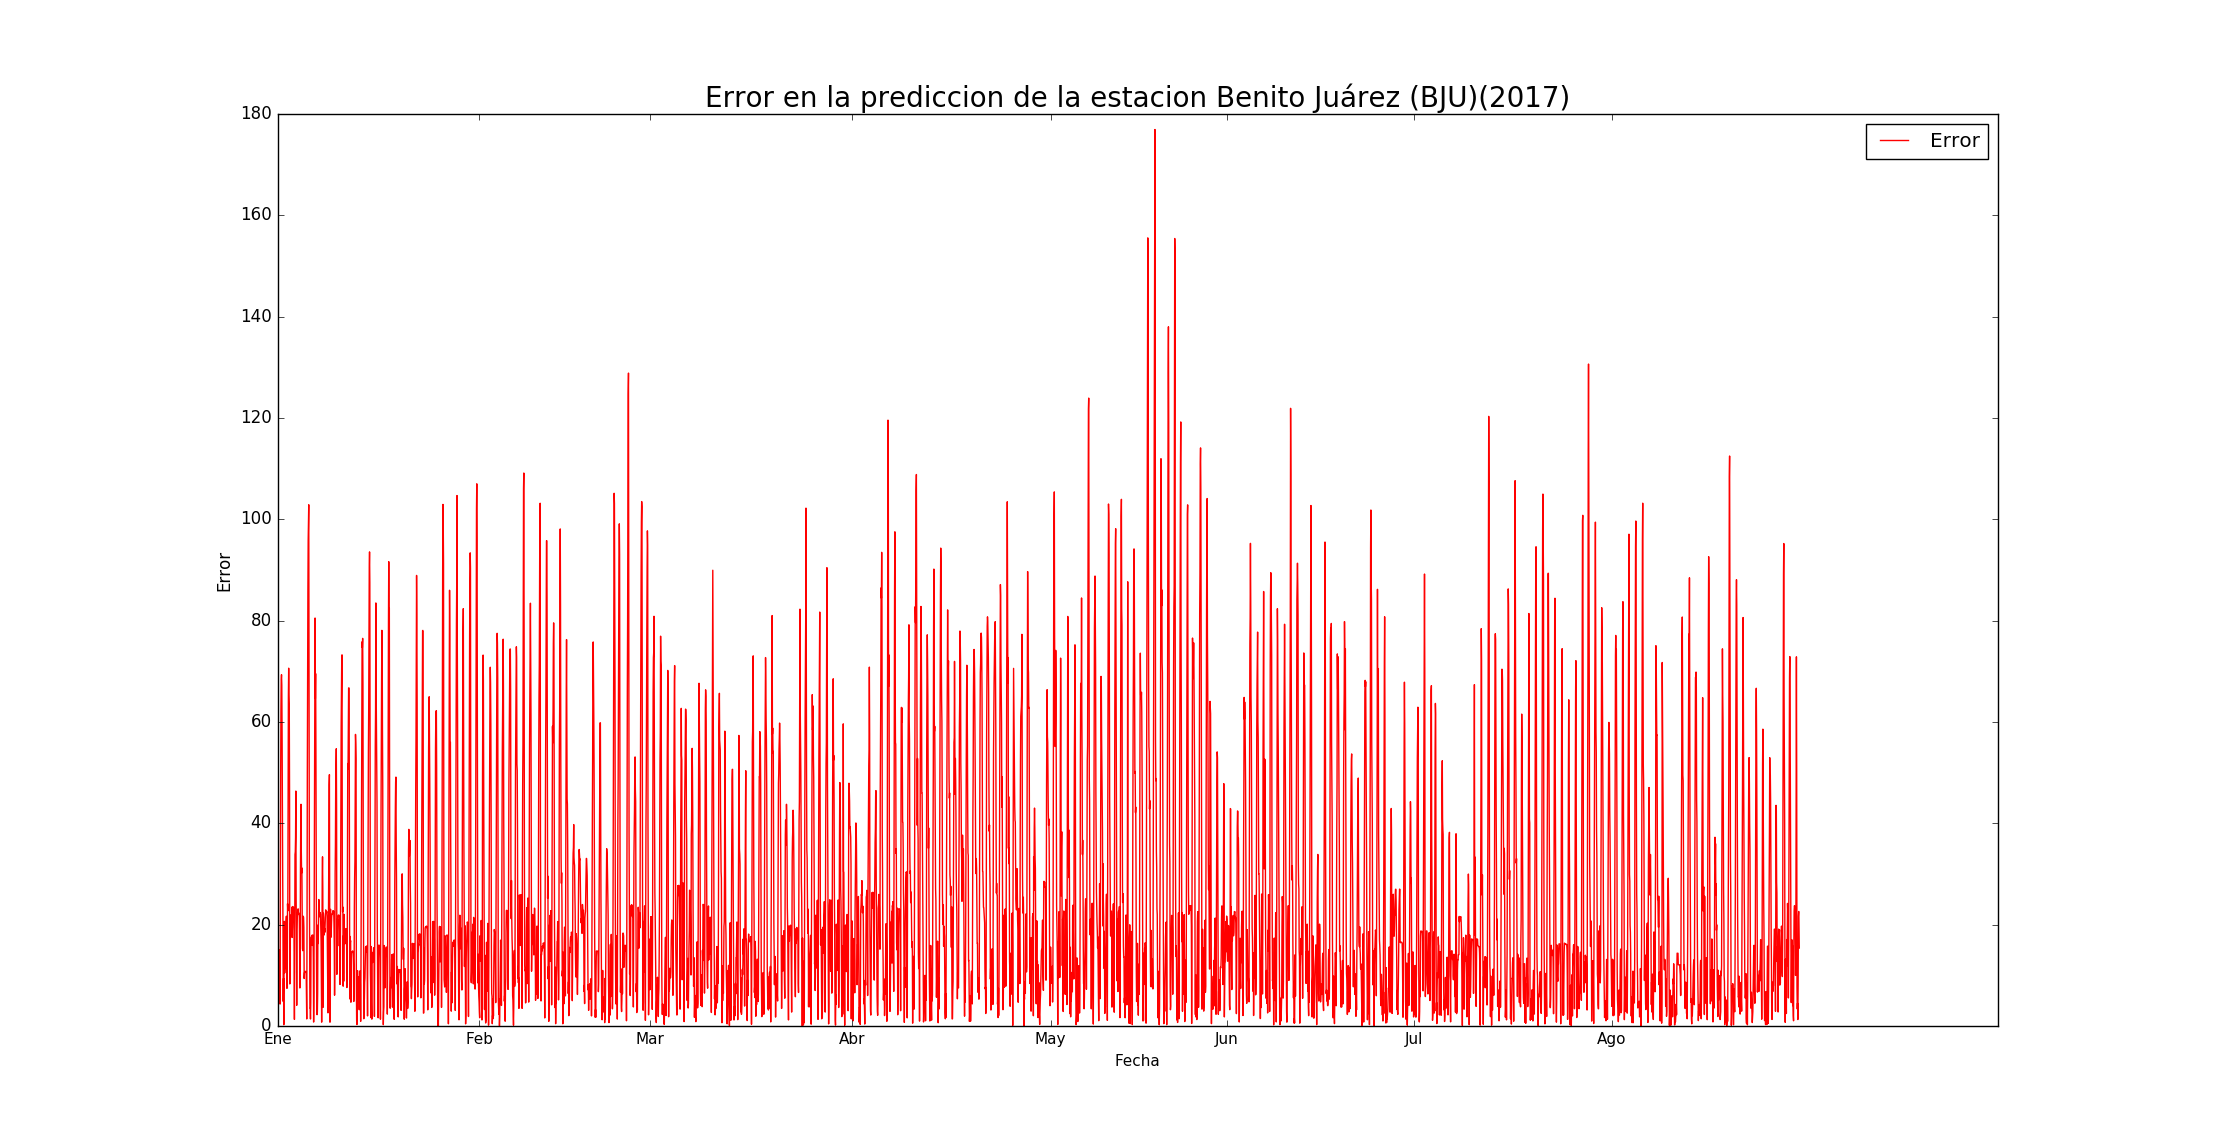 Error en la prediccion de la estacion Benito Juárez (BJU)(2017)
180
160
140
120
100
80
60
40
20
0
Error
Error
Ene Feb Mar Abr May Jun Jul Ago
Fecha